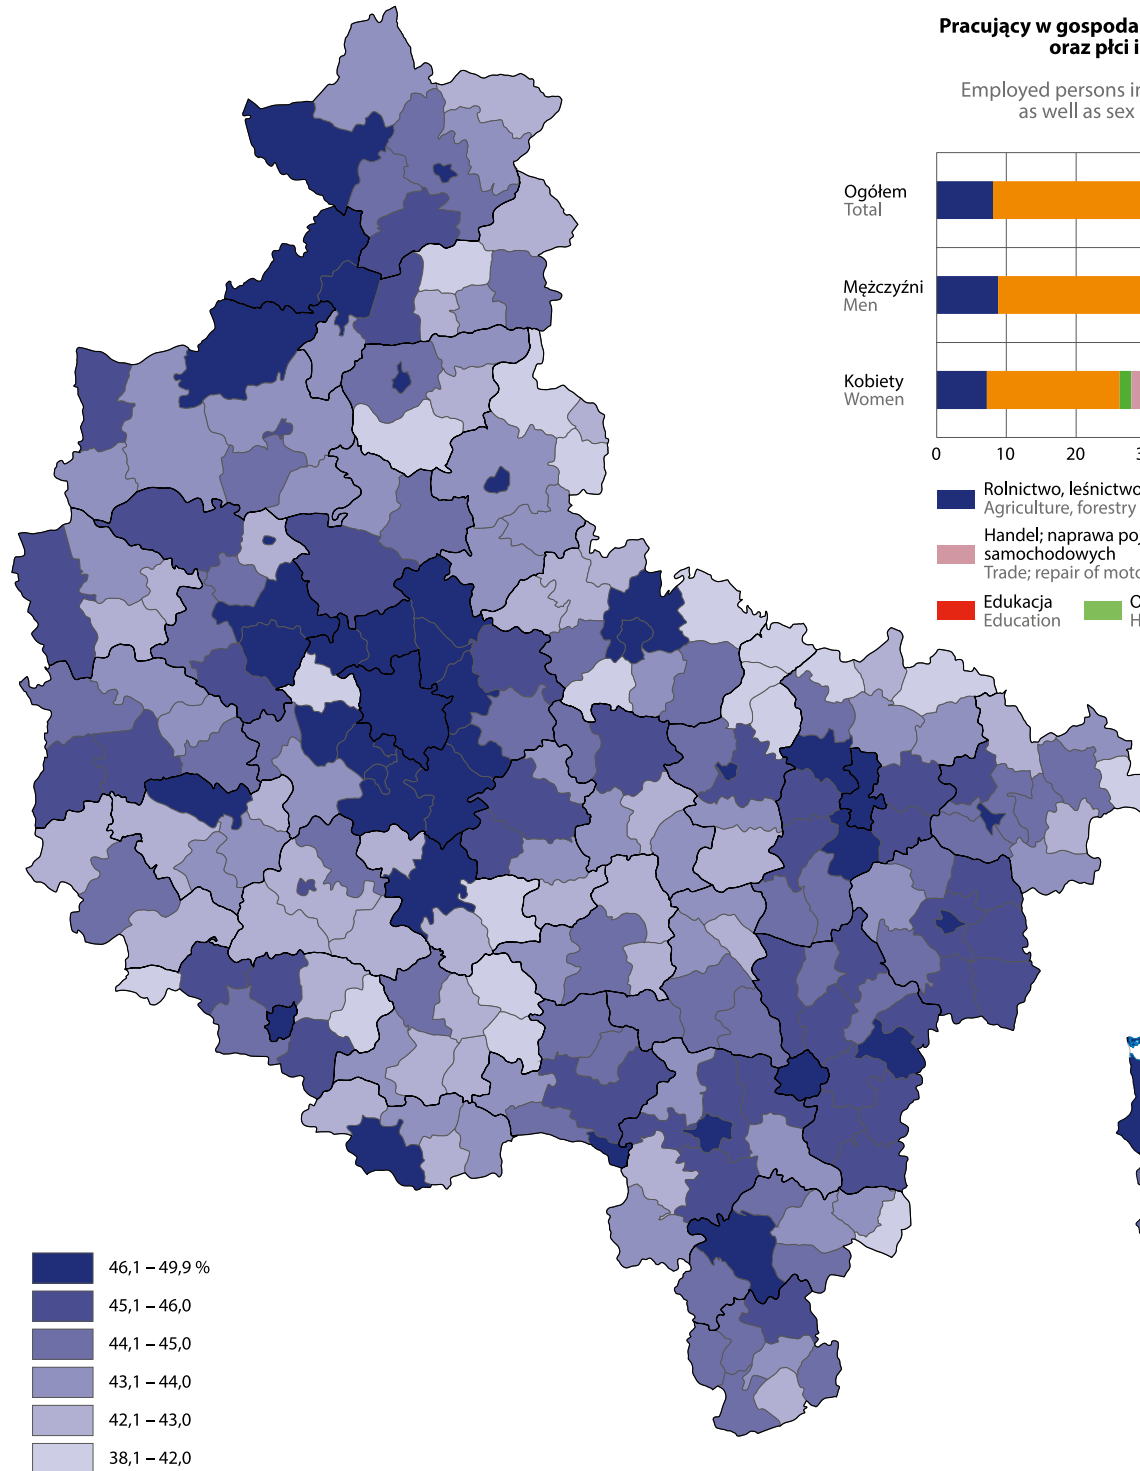 Pracujący w gospoda
oraz płci i
Employed persons in
as well as sex
Ogółem
Total
Mężczyźni
Men
Kobiety
Women
0 10 20
Rolnictwo, leśnictwo
Agriculture, forestry
Handel; naprawa poj
samochodowych
Trade; repair of moto
Edukacja
Education
O
H
46,1 – 49,9 %
45,1 – 46,0
44,1 – 45,0
43,1 – 44,0
42,1 – 43,0
38,1 – 42,0